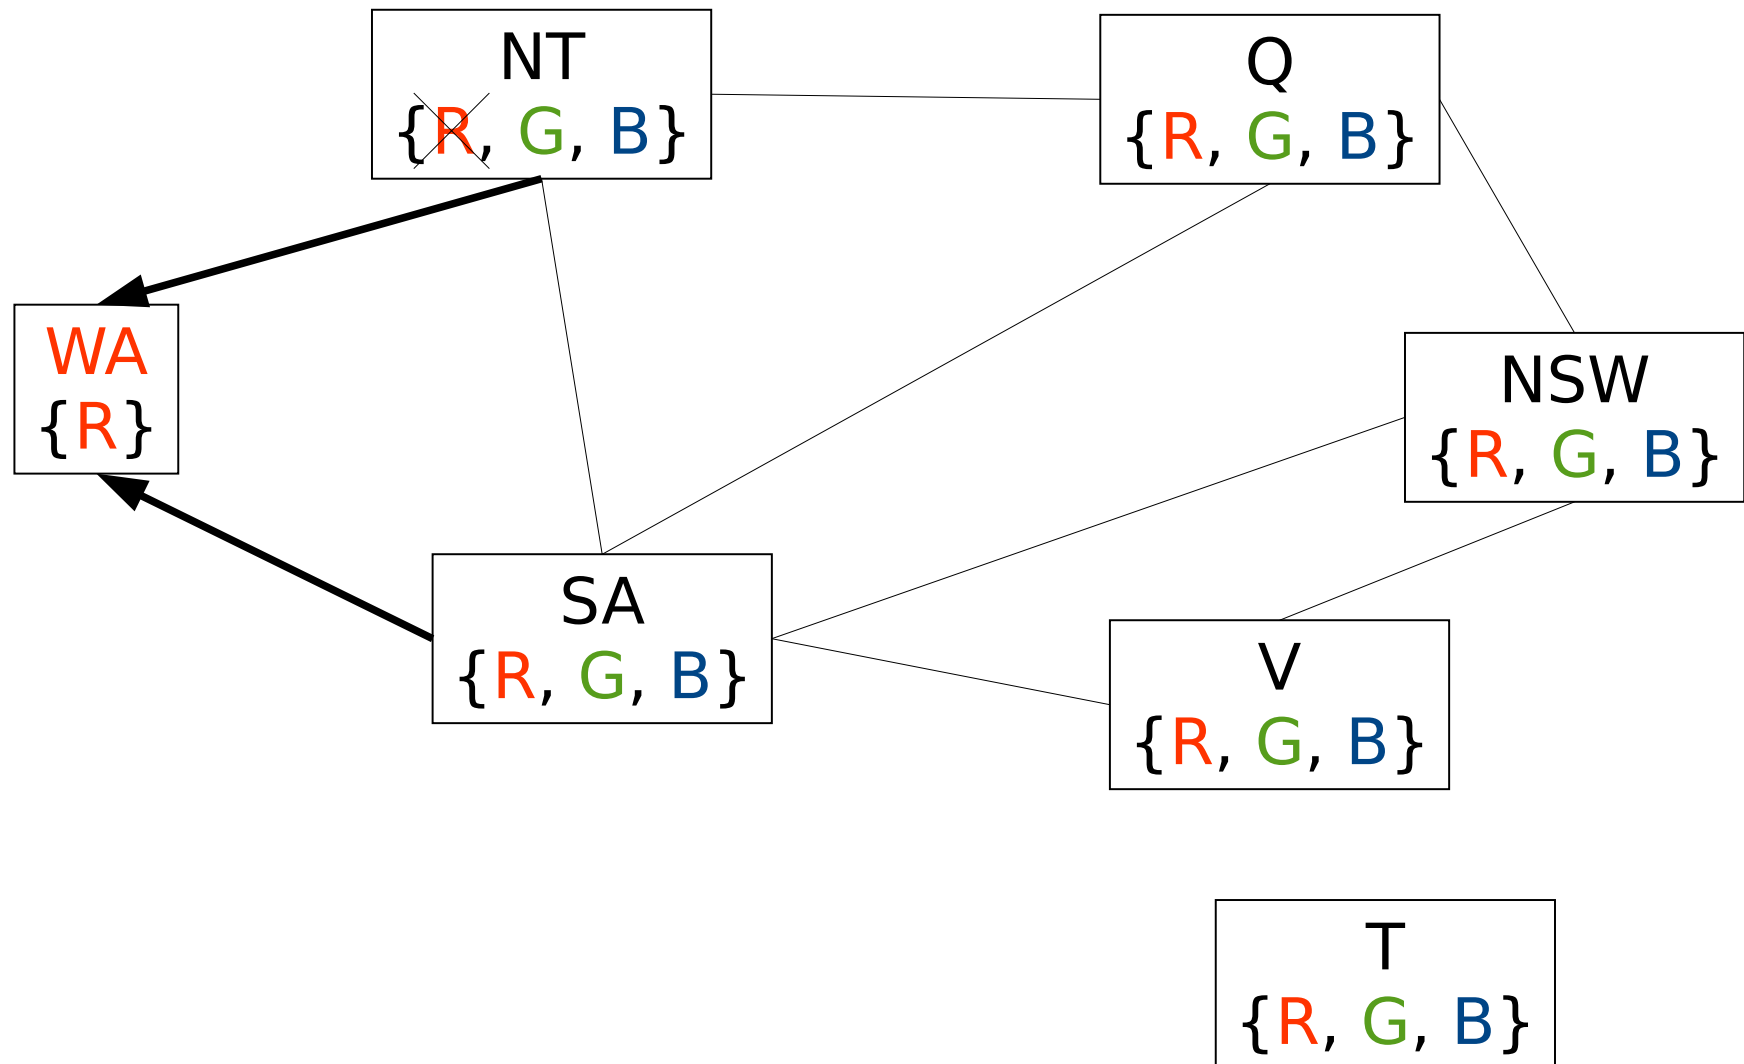 NT
{R, G, B}
Q
{R, G, B}
WA
{R}
NSW
{R, G, B}
SA
{R, G, B}
V
{R, G, B}
T
{R, G, B}